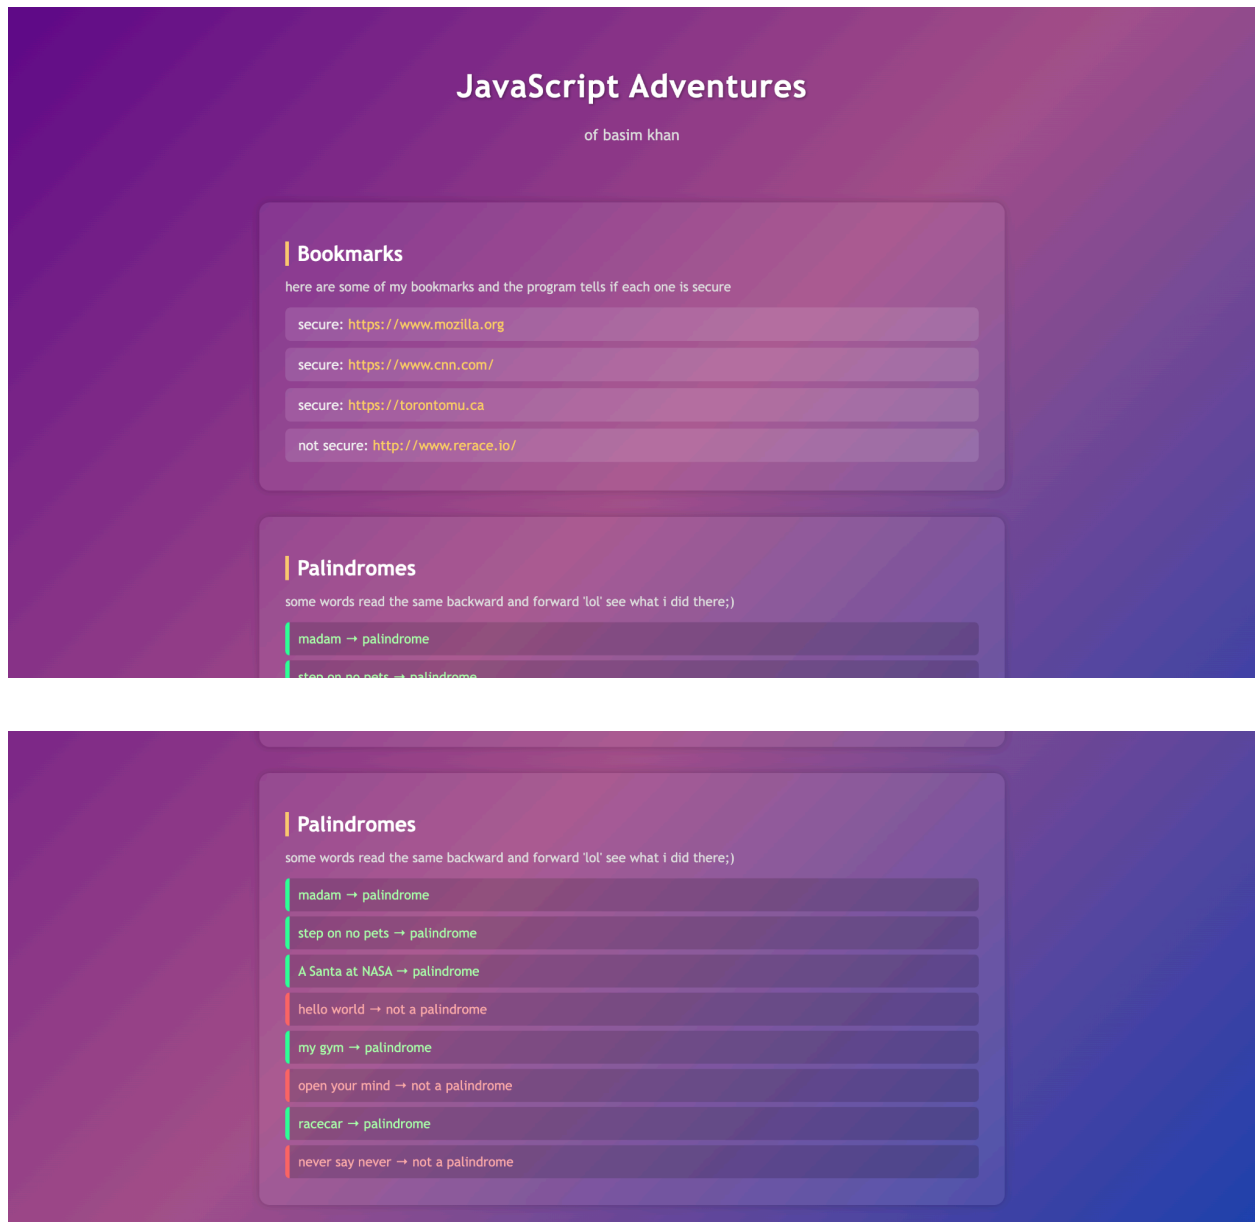 JavaScript Adventures
of basim khan
Bookmarks
here are some of my bookmarks and the program tells if each one is secure
secure: https://www.mozilla.org
secure: https://www.cnn.com/
secure: https://torontomu.ca
not secure: http://www.rerace.io/
Palindromes
some words read the same backward and forward 'lol' see what i did there;)
madam → palindrome
step on no pets → palindrome
Palindromes
some words read the same backward and forward 'lol' see what i did there;)
madam → palindrome
step on no pets → palindrome
A Santa at NASA → palindrome
hello world → not a palindrome
my gym → palindrome
open your mind → not a palindrome
racecar → palindrome
never say never → not a palindrome